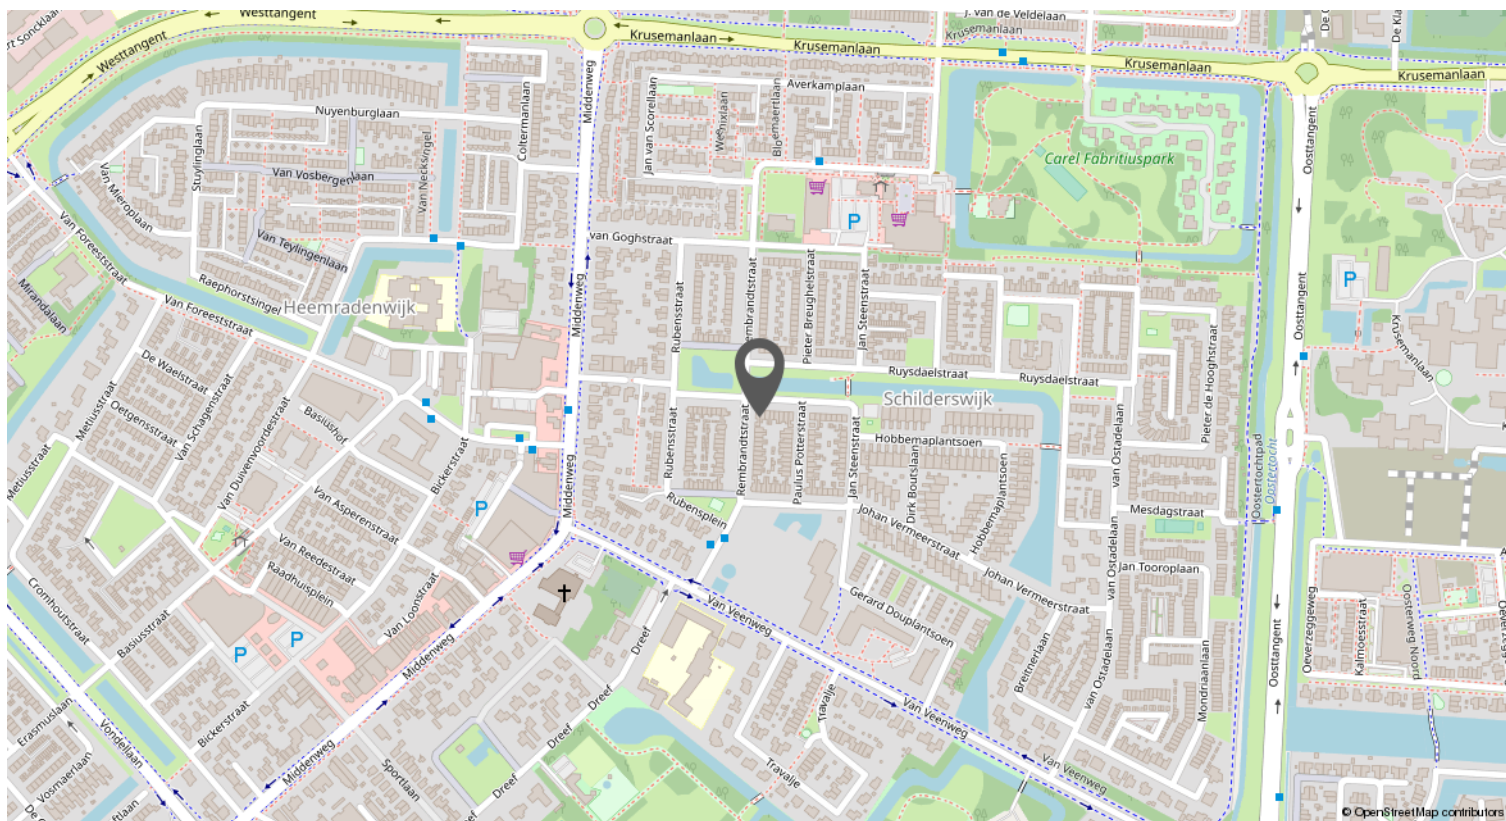 Westtangent
J. van de Veldelaan
Krusemanlaan
Krusemanlaan
Krusemanlaan
Krusemanlaan
Krusemanlaan
Westtangent
Averkamplaan
Nuyenburglaan
Coltermanlaan
Middenweg
Jan van Scorellaan
Stuylinglaan
Van Vosbergenlaan
Van Necksingel
Van Meroplaan
Carel Fabritiuspark
Oosttangent
Van Foreeststraat
Van Teylingenlaan
van Goghstraat
P
Raephorstsingel
Heemradenwijk
Mirandalaan
Van Foreeststraat
Middenweg
Rubensstraat
Rembrandtstraat
Pieter Breughelstraat
Jan Steenstraat
P
Oosttangent
Krusemanlaan
De Waelstraat
Middenweg
Ruysdaelstraat
Ruysdaelstraat
Pieter de Hooghstraat
Schilderswijk
Metiusstraat
Oetgensstraat
Van Schagenstraat
Van Duivenvoordestraat
Basiushof
Bickerstraat
Rubensstraat
Rembrandtstraat
Paulus Potterstraat
Jan Steenstraat
Hobbemaplantsoen
Dirk Boutslaan
Hobbemaplantsoen
van Ostadelaan
Oostertochtpad
Oostertocht
Metiusstraat
Van Asperenstraat
P
Middenweg
Rubensplein
Johan Vermeerstraat
Mesdagstraat
Van Reedestraat
Raadhuisplein
Van Loonstraat
Johan Vermeerstraat
van Ostadelaan
Jan Tooroplaan
Cromhoutstraat
Basiusstraat
P
P
Middenweg
Dreef
Van Veenweg
Gerard Douplantsoen
Breitnerlaan
van Ostadelaan
Mondriaanlaan
Oosttangent
Oeverzeggeweg
Kalmoesstraat
Oosterweg Noord
Erasmuslaan
Bickerstraat
Vondellaan
Vosmaerlaan
Middenweg
Sportlaan
Dreef
Dreef
Dreef
Travalje
Travalje
Van Veenweg
Van Veenweg
© OpenStreetMap contributors